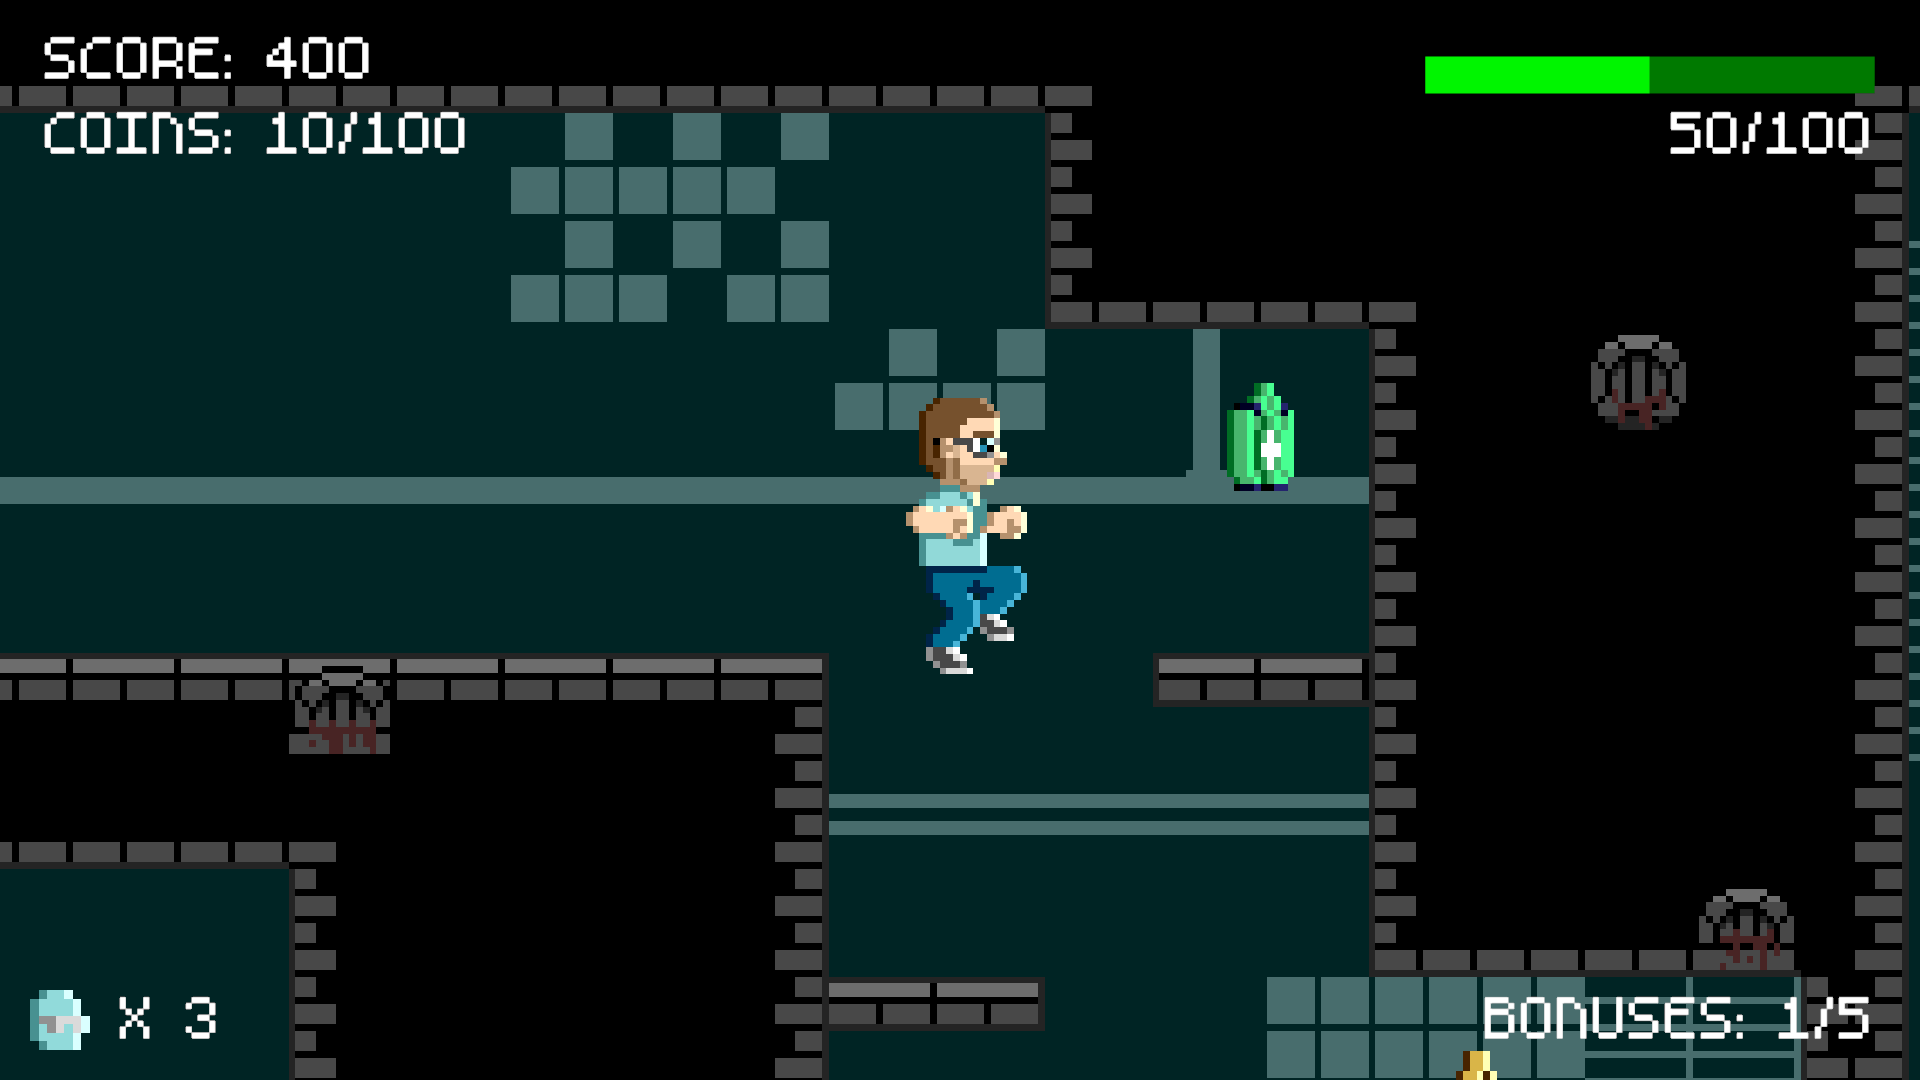 SCORE: 400
COINS: 10/100
50/100
X 3
BONUSES: 1/5